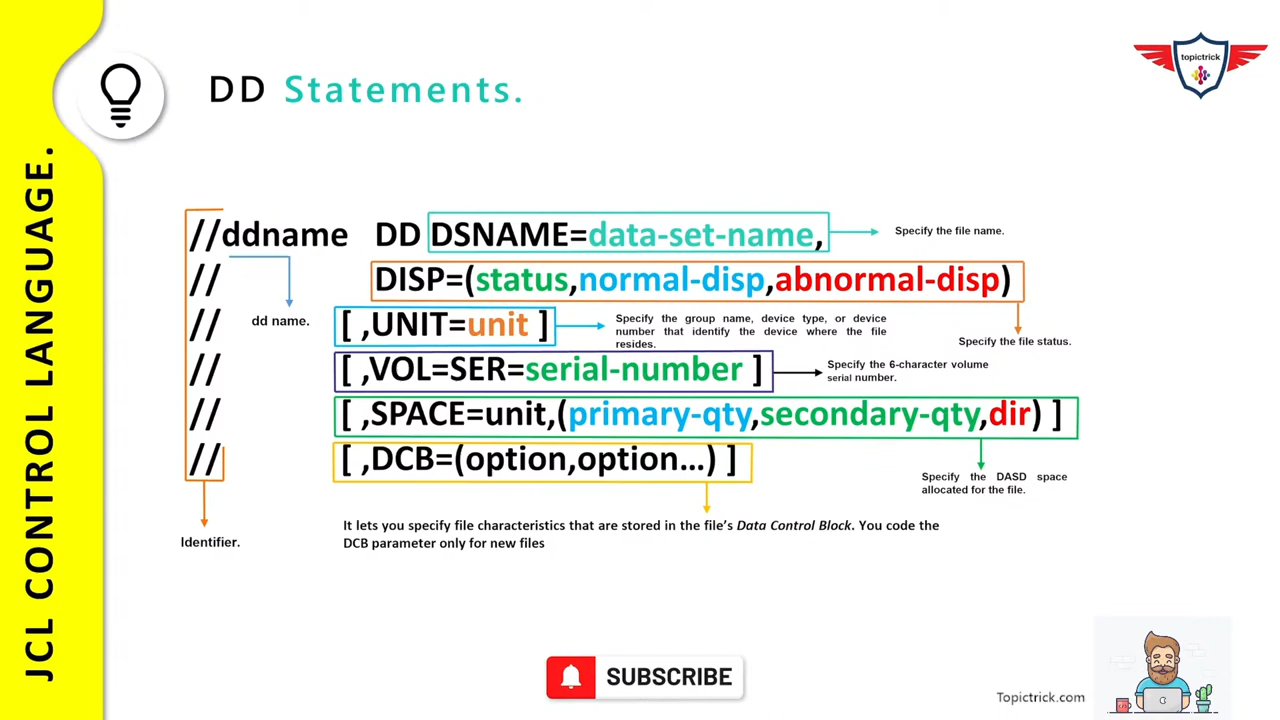 JCL CONTROL LANGUAGE.
DD Statements.
topictrick
//ddname DD DSNAME=data-set-name,
Specify the file name.
// DISP=(status,normal-disp,abnormal-disp)
dd name.
// [ ,UNIT=unit ]
Specify the group name, device type, or device
number that identify the device where the file
resides.
Specify the file status.
// [ ,VOL=SER=serial-number ]
Specify the 6-character volume
serial number.
// [ ,SPACE=unit,(primary-qty,secondary-qty,dir) ]
// [ ,DCB=(option,option...) ]
Specify the DASD space
allocated for the file.
It lets you specify file characteristics that are stored in the file's Data Control Block. You code the
DCB parameter only for new files
Identifier.
SUBSCRIBE
Topictrick.com